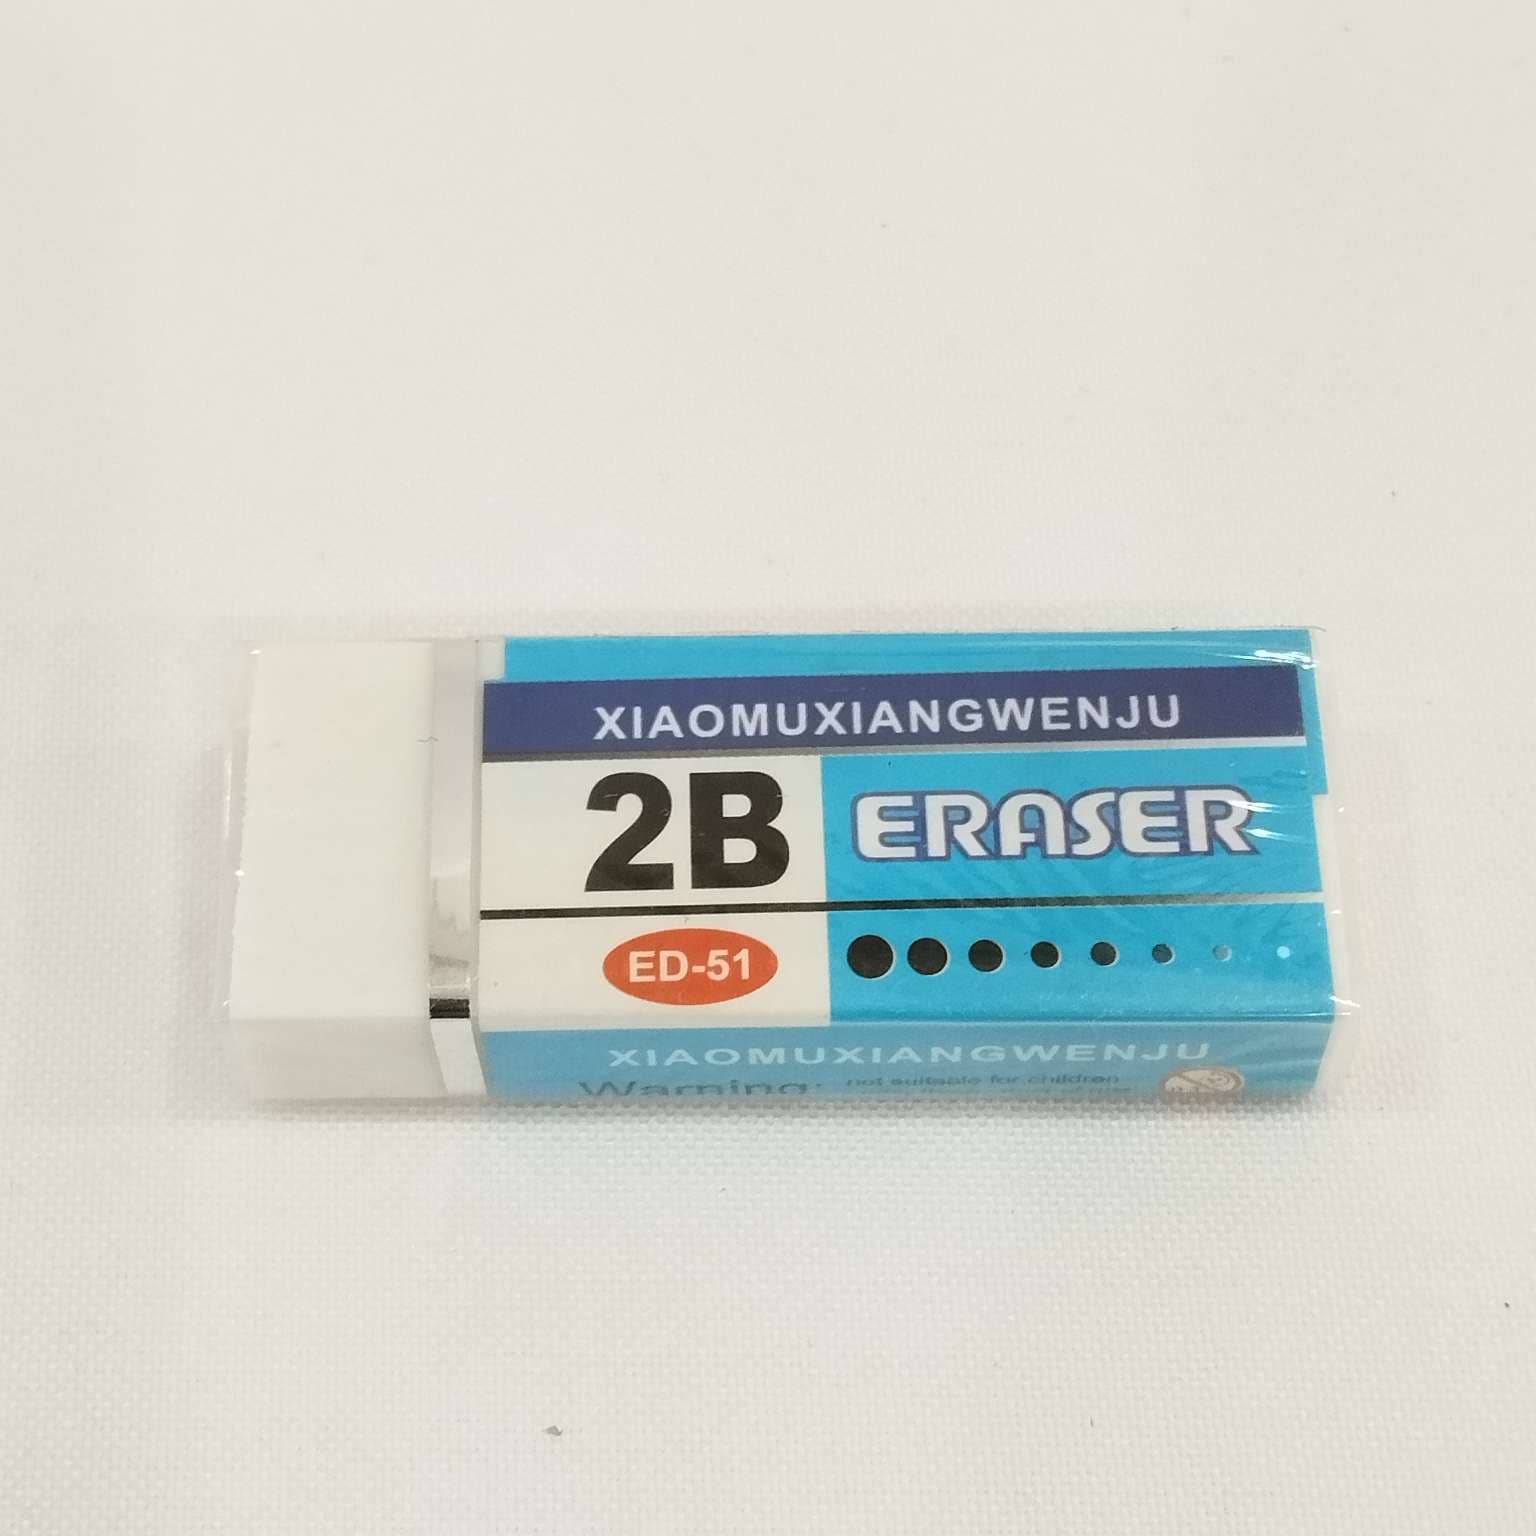 XIAOMUXIANGWENJU
2B ERASER
ED-51
XIAOMUXIANGWENJU
Warning: not suitable for children